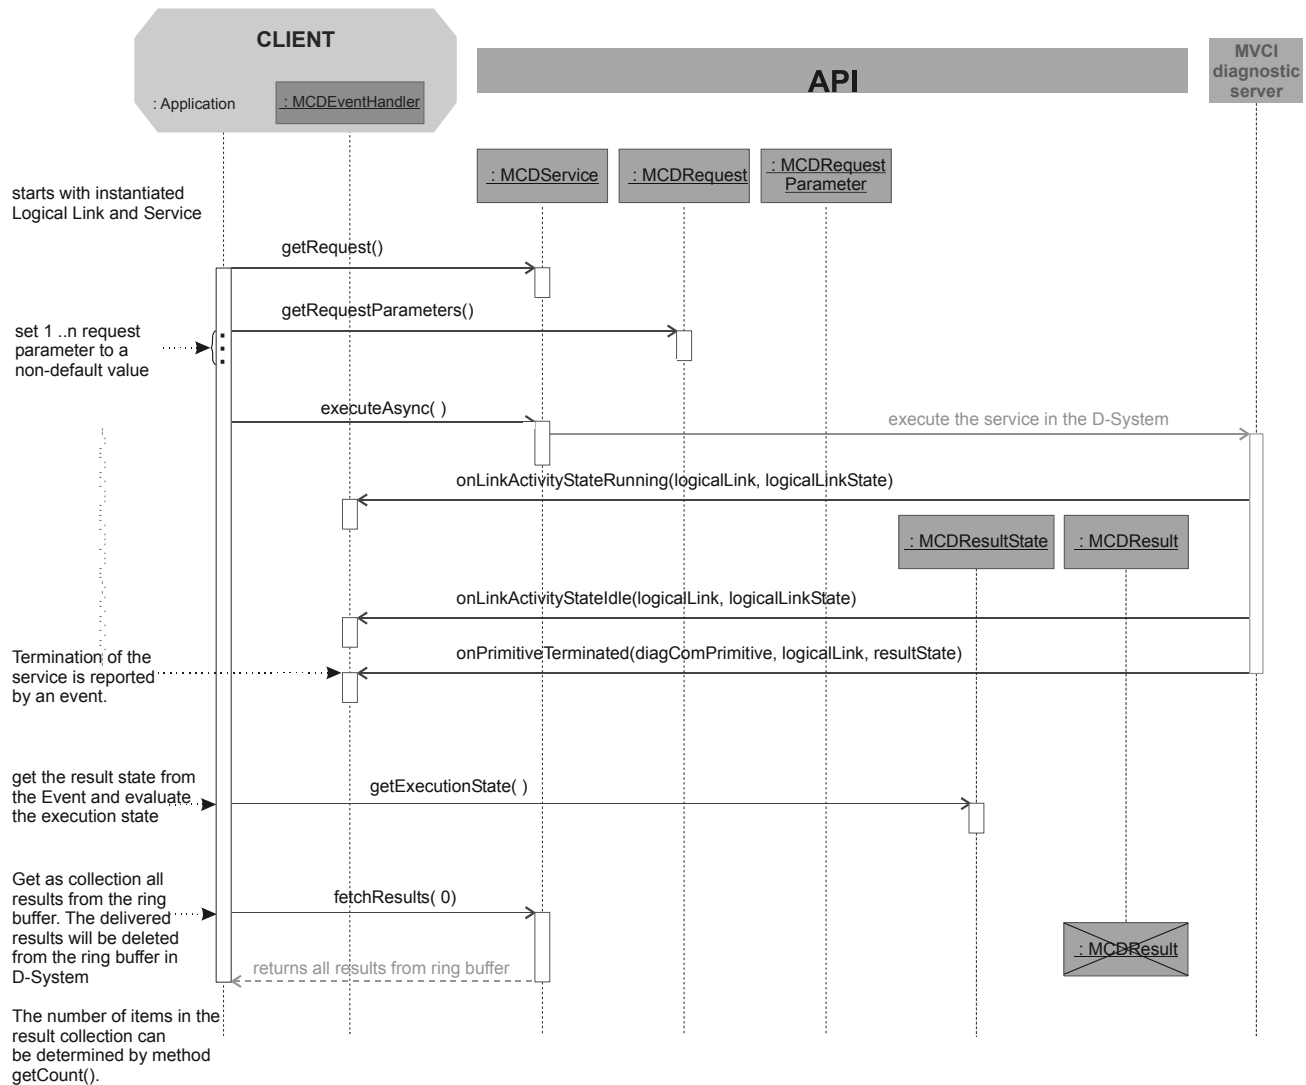 CLIENT
: Application
: MCDEventHandler
API
MVCI
diagnostic
server
: MCDService
: MCDRequest
: MCDRequest
Parameter
starts with instantiated
Logical Link and Service
getRequest()
getRequestParameters()
set 1 ..n request
parameter to a
non-default value
executeAsync( )
execute the service in the D-System
onLinkActivityStateRunning(logicalLink, logicalLinkState)
: MCDResultState
: MCDResult
onLinkActivityStateIdle(logicalLink, logicalLinkState)
onPrimitiveTerminated(diagComPrimitive, logicalLink, resultState)
Termination of the
service is reported
by an event.
get the result state from
the Event and evaluate
the execution state
getExecutionState( )
Get as collection all
results from the ring
buffer. The delivered
results will be deleted
from the ring buffer in
D-System
fetchResults( 0)
: MCDResult
returns all results from ring buffer
The number of items in the
result collection can
be determined by method
getCount().